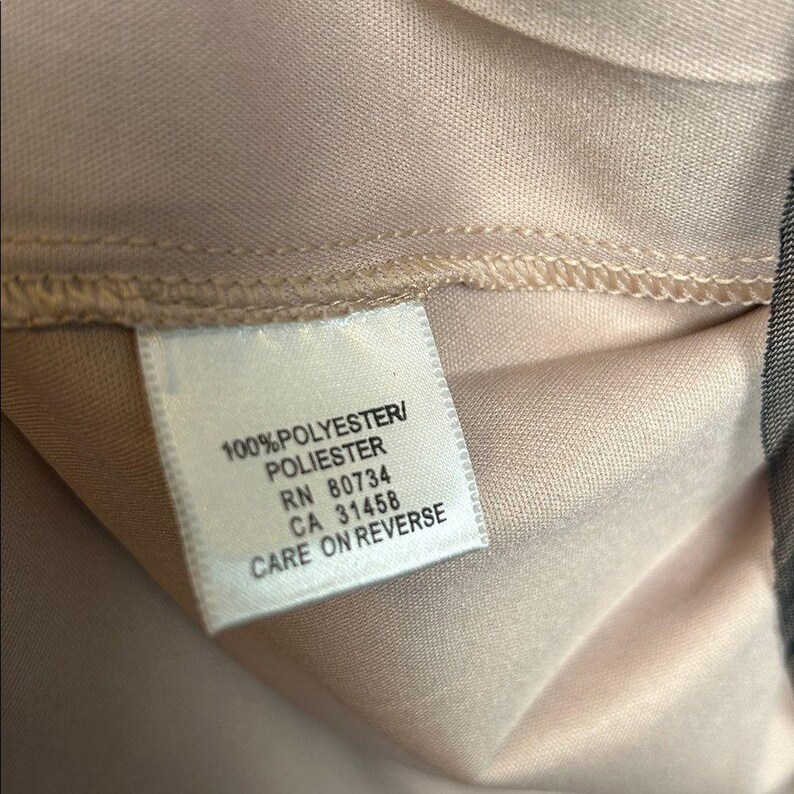 100%POLYESTER/
POLIESTER
RN 80734
CA 31458
CARE ON REVERSE